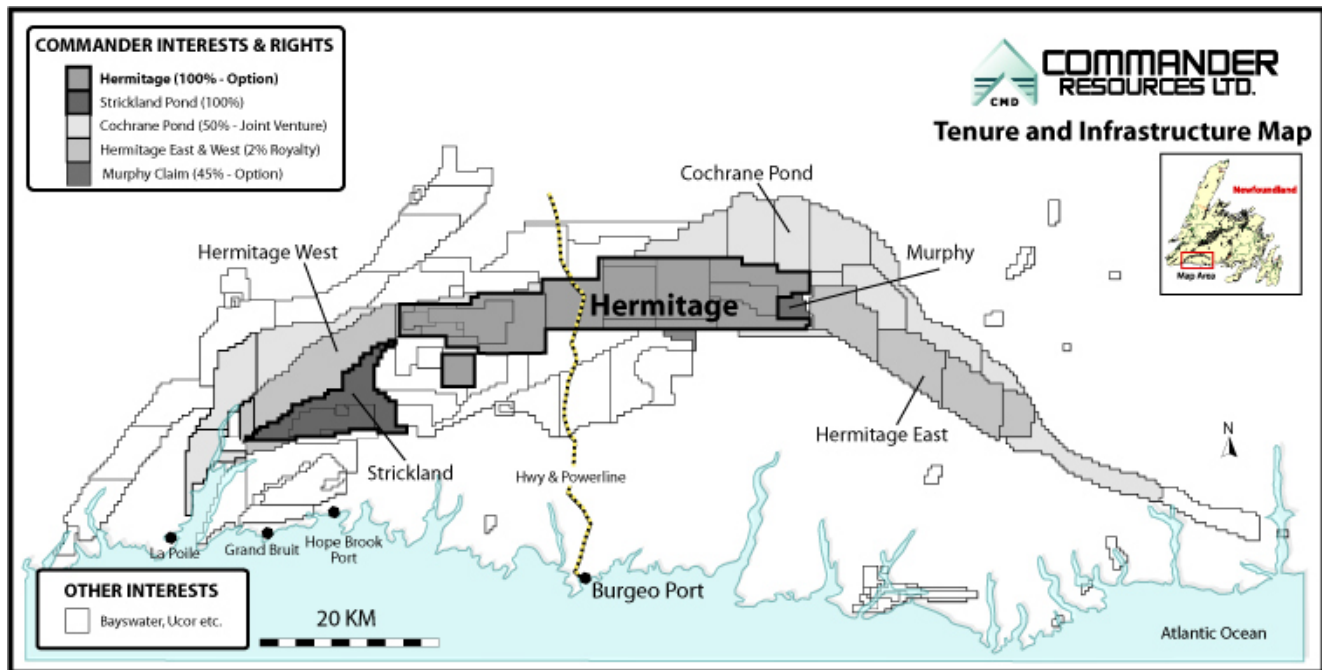 COMMANDER INTERESTS & RIGHTS
Hermitage (100% - Option)
Strickland Pond (100%)
Cochrane Pond (50% - Joint Venture)
Hermitage East & West (2% Royalty)
Murphy Claim (45% - Option)
CMD
COMMANDER
RESOURCES LTD.
Tenure and Infrastructure Map
Newfoundland
Map Area
Cochrane Pond
Hermitage West
Murphy
Hermitage
Hermitage East
Strickland
Hwy & Powerline
N
La Poile
Grand Bruit
Hope Brook
Port
Burgeo Port
OTHER INTERESTS
Bayswater, Ucor etc.
20 KM
Atlantic Ocean